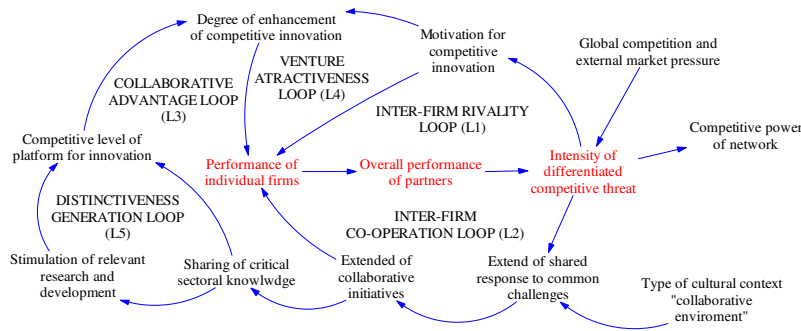 Degree of enhancement
of competitive innovation
Motivation for
competitive
innovation
Global competition and
external market pressure
VENTURE
ATRACTIVENESS
LOOP (L4)
COLLABORATIVE
ADVANTAGE LOOP
(L3)
INTER-FIRM RIVALITY
LOOP (L1)
Competitive power
of network
Competitive level of
platform for innovation
Performance of
individual firms
Overall performance
of partners
Intensity of
differentiated
competitive threat
DISTINCTIVENESS
GENERATION LOOP
(L5)
INTER-FIRM
CO-OPERATION LOOP (L2)
Stimulation of relevant
research and
development
Sharing of critical
sectoral knowlwdge
Extended of
collaborative
initiatives
Extend of shared
response to common
challenges
Type of cultural context
"collaborative
enviroment"